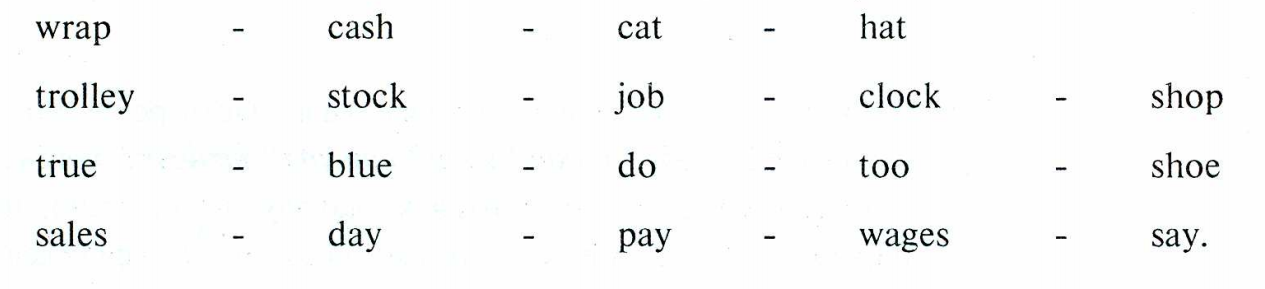 wrap - cash - cat - hat
trolley - stock - job - clock - shop
true - blue - do - too - shoe
sales - day - pay - wages - say.